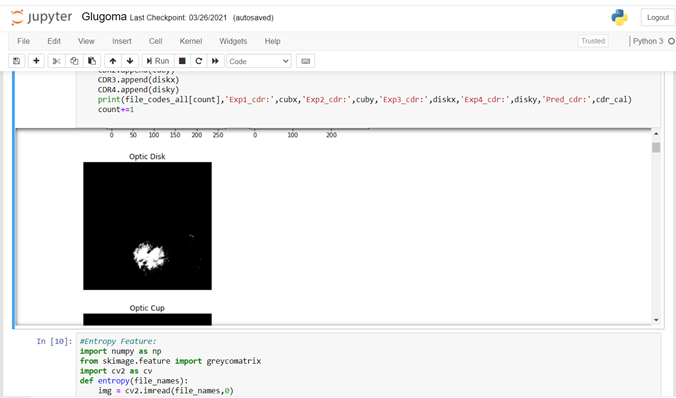 jupyter Glugoma Last Checkpoint: 03/26/2021 (autosaved)
Logout
File Edit View Insert Cell Kernel Widgets Help
Trusted Python 3
Run Code
CDR3.append(diskx)
CDR4.append(disky)
print(file_codes_all[count],'Exp1_cdr:',cubx,'Exp2_cdr:',cuby,'Exp3_cdr:',diskx,'Exp4_cdr:',disky,'Pred_cdr:',cdr_cal)
count+=1
0 50 100 150 200 250 0 100 200
Optic Disk
Optic Cup
In [10]: #Entropy Feature:
import numpy as np
from skimage.feature import greycomatrix
import cv2 as cv
def entropy(file_names):
img = cv2.imread(file_names,0)